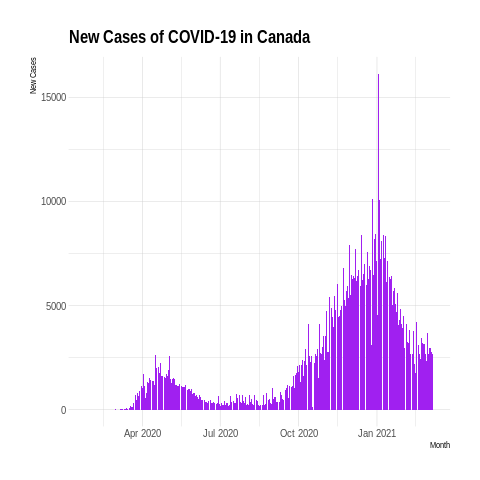 New Cases of COVID-19 in Canada
New Cases
15000
10000
5000
0
Apr 2020 Jul 2020 Oct 2020 Jan 2021
Month